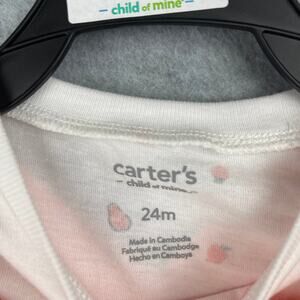 – child of mine® –
carter's
– child of mine –
24m
Made in Cambodia
Fabriqué au Cambodge
Hecho en Camboya